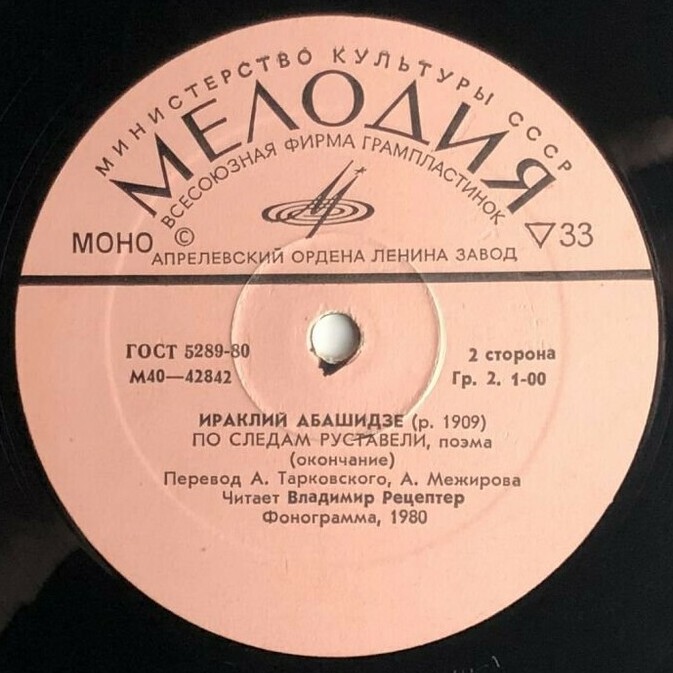 МИНИСТЕРСТВО КУЛЬТУРЫ СССР
МЕЛОДИЯ
ВСЕСОЮЗНАЯ ФИРМА ГРАМПЛАСТИНОК
МОНО ©
▽33
АПРЕЛЕВСКИЙ ОРДЕНА ЛЕНИНА ЗАВОД
ГОСТ 5289-80
2 сторона
М40—42842
Гр. 2. 1-00
ИРАКЛИЙ АБАШИДЗЕ (р. 1909)
ПО СЛЕДАМ РУСТАВЕЛИ, поэма
(окончание)
Перевод А. Тарковского, А. Межирова
Читает Владимир Рецептер
Фонограмма, 1980